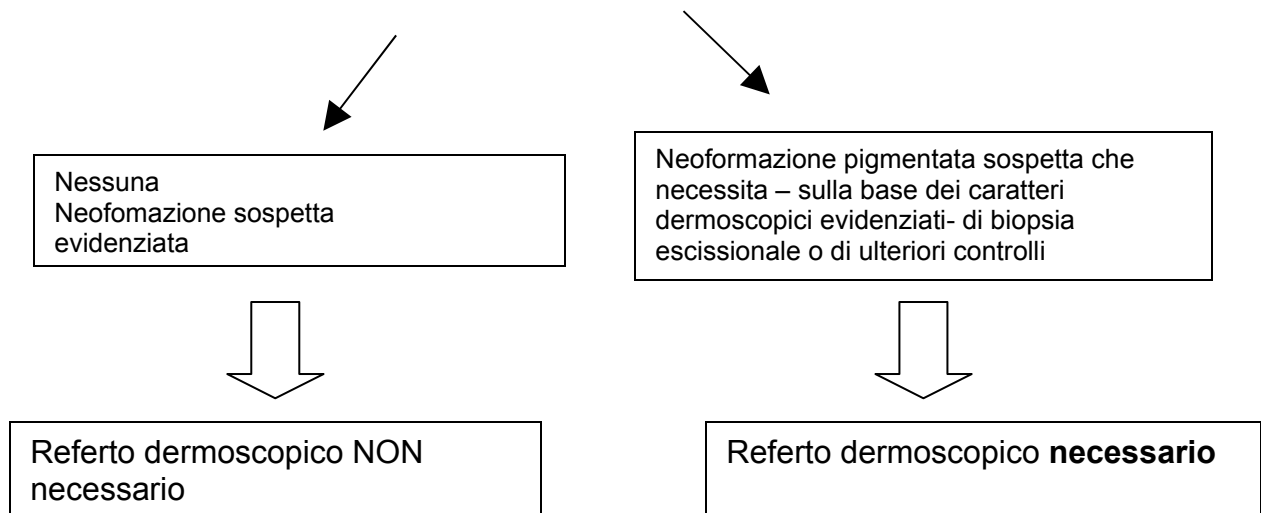 Nessuna
Neofomazione sospetta
evidenziata
Neoformazione pigmentata sospetta che
necessita – sulla base dei caratteri
dermoscopici evidenziati- di biopsia
escissionale o di ulteriori controlli
Referto dermoscopico NON
necessario
Referto dermoscopico necessario